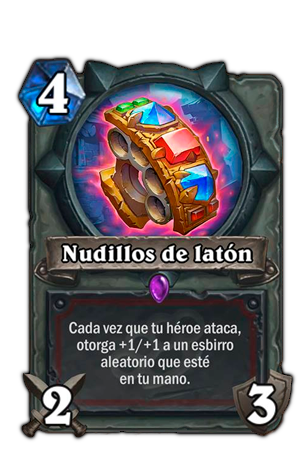 4
Nudillos de latón
Cada vez que tu héroe ataca,
otorga +1/+1 a un esbirro
aleatorio que esté
en tu mano.
2
3